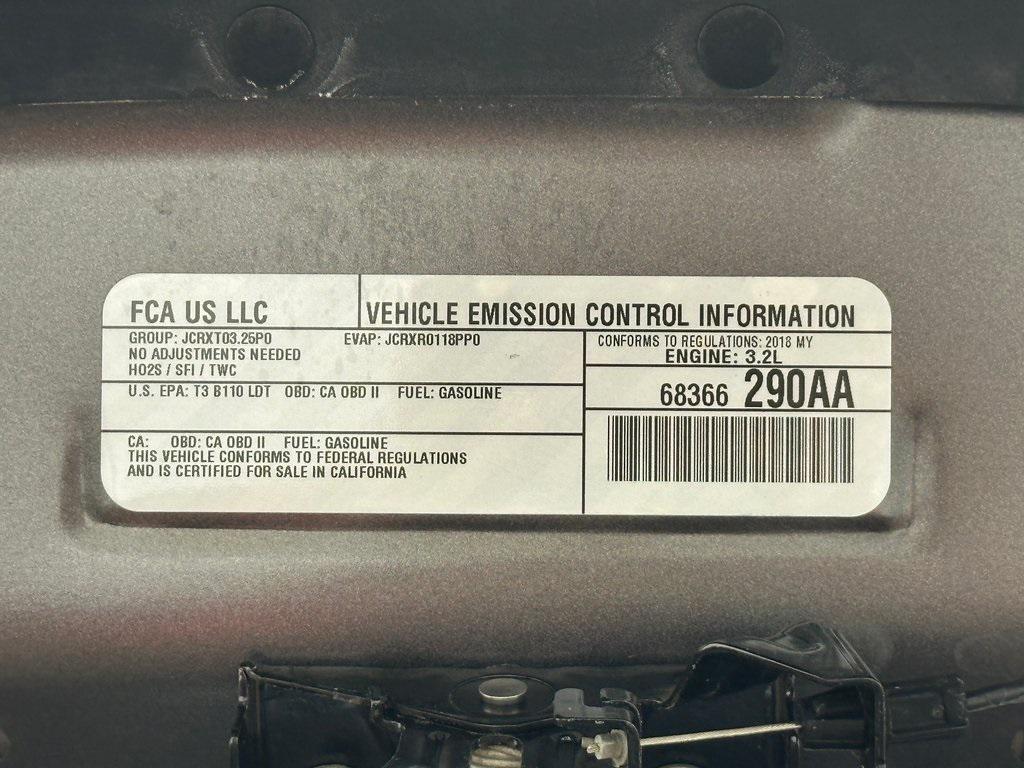 FCA US LLC
VEHICLE EMISSION CONTROL INFORMATION
GROUP: JCRXT03.25P0 EVAP: JCRXR0118PP0
NO ADJUSTMENTS NEEDED
HO2S / SFI / TWC
CONFORMS TO REGULATIONS: 2018 MY
ENGINE: 3.2L
U.S. EPA: T3 B110 LDT OBD: CA OBD II FUEL: GASOLINE
68366 290AA
CA: OBD: CA OBD II FUEL: GASOLINE
THIS VEHICLE CONFORMS TO FEDERAL REGULATIONS
AND IS CERTIFIED FOR SALE IN CALIFORNIA